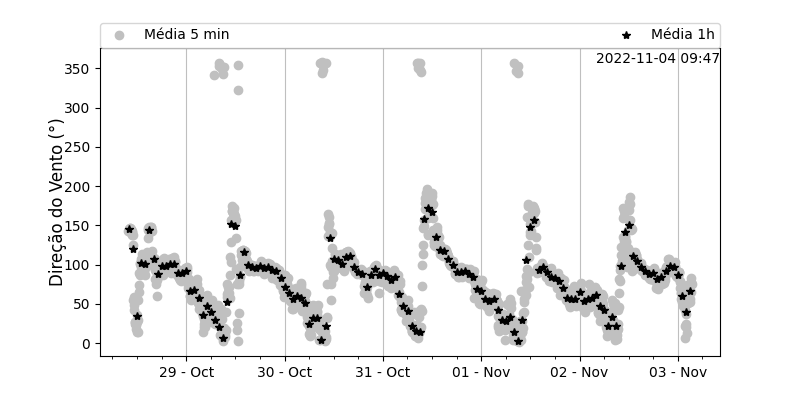 Média 5 min
Média 1h
2022-11-04 09:47
Direção do Vento (°)
350
300
250
200
150
100
50
0
29 - Oct
30 - Oct
31 - Oct
01 - Nov
02 - Nov
03 - Nov